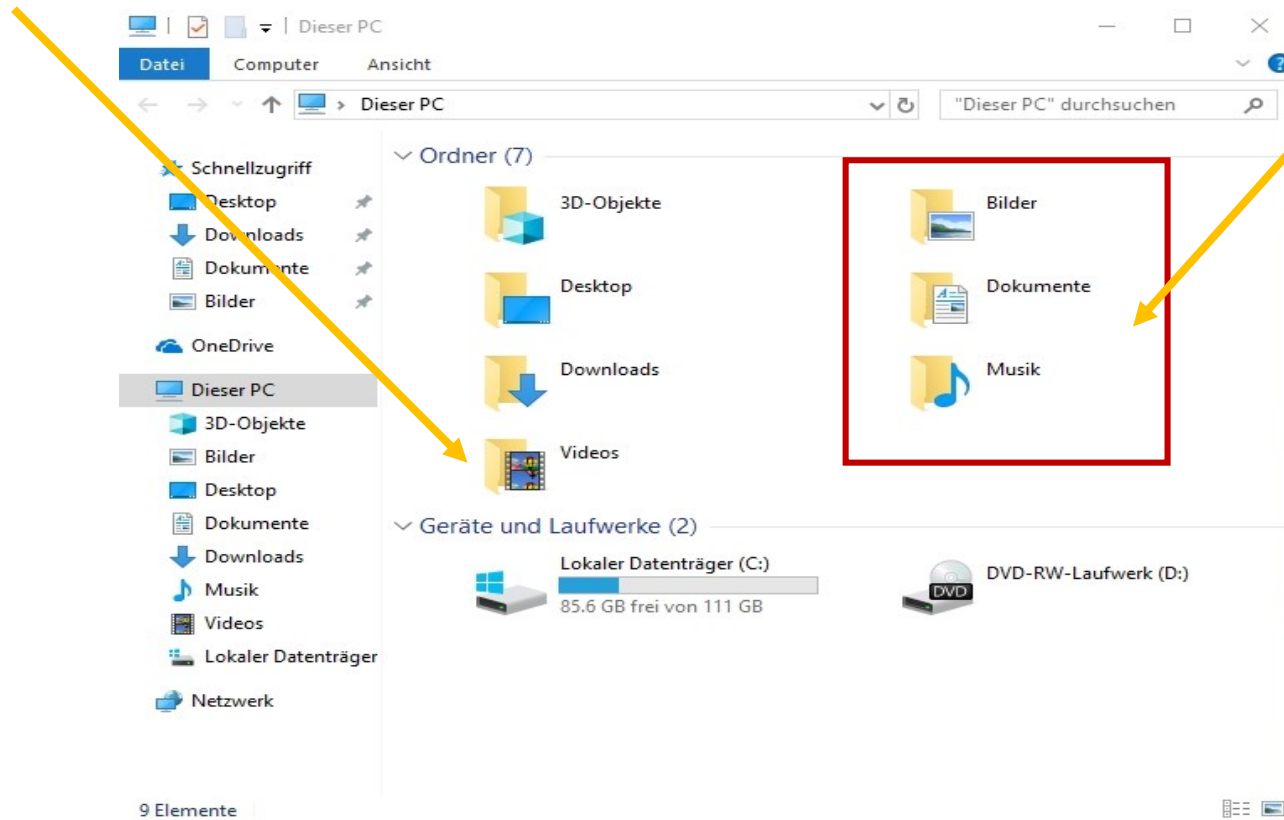 Dieser PC
Datei Computer Ansicht
Dieser PC "Dieser PC" durchsuchen
Schnellzugriff
Desktop
Downloads
Dokumente
Bilder
OneDrive
Dieser PC
3D-Objekte
Bilder
Desktop
Dokumente
Downloads
Musik
Videos
Lokaler Datenträger
Netzwerk
Ordner (7)
3D-Objekte Bilder
Desktop Dokumente
Downloads Musik
Videos
Geräte und Laufwerke (2)
Lokaler Datenträger (C:)
85.6 GB frei von 111 GB
DVD-RW-Laufwerk (D:)
DVD
9 Elemente